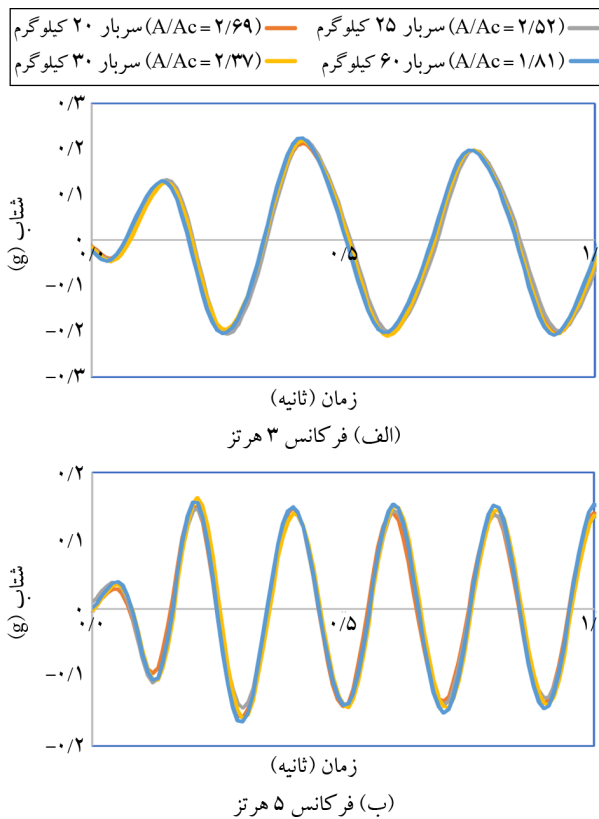 سربار ۲۰ کیلوگرم (A/Ac = ۲/۶۹) سربار ۲۵ کیلوگرم (A/Ac = ۲/۵۲)
سربار ۳۰ کیلوگرم (A/Ac = ۲/۳۷) سربار ۶۰ کیلوگرم (A/Ac = ۱/۸۱)
۰/۳
۰/۲
۰/۱
۰
−۰/۱
−۰/۲
−۰/۳
شتاب (g)
۰/۰ ۰/۵ ۱/
زمان (ثانیه)
(الف) فرکانس ۳ هرتز
۰/۲
۰/۱
۰
−۰/۱
−۰/۲
شتاب (g)
۰/۰ ۰/۵ ۱/
زمان (ثانیه)
(ب) فرکانس ۵ هرتز